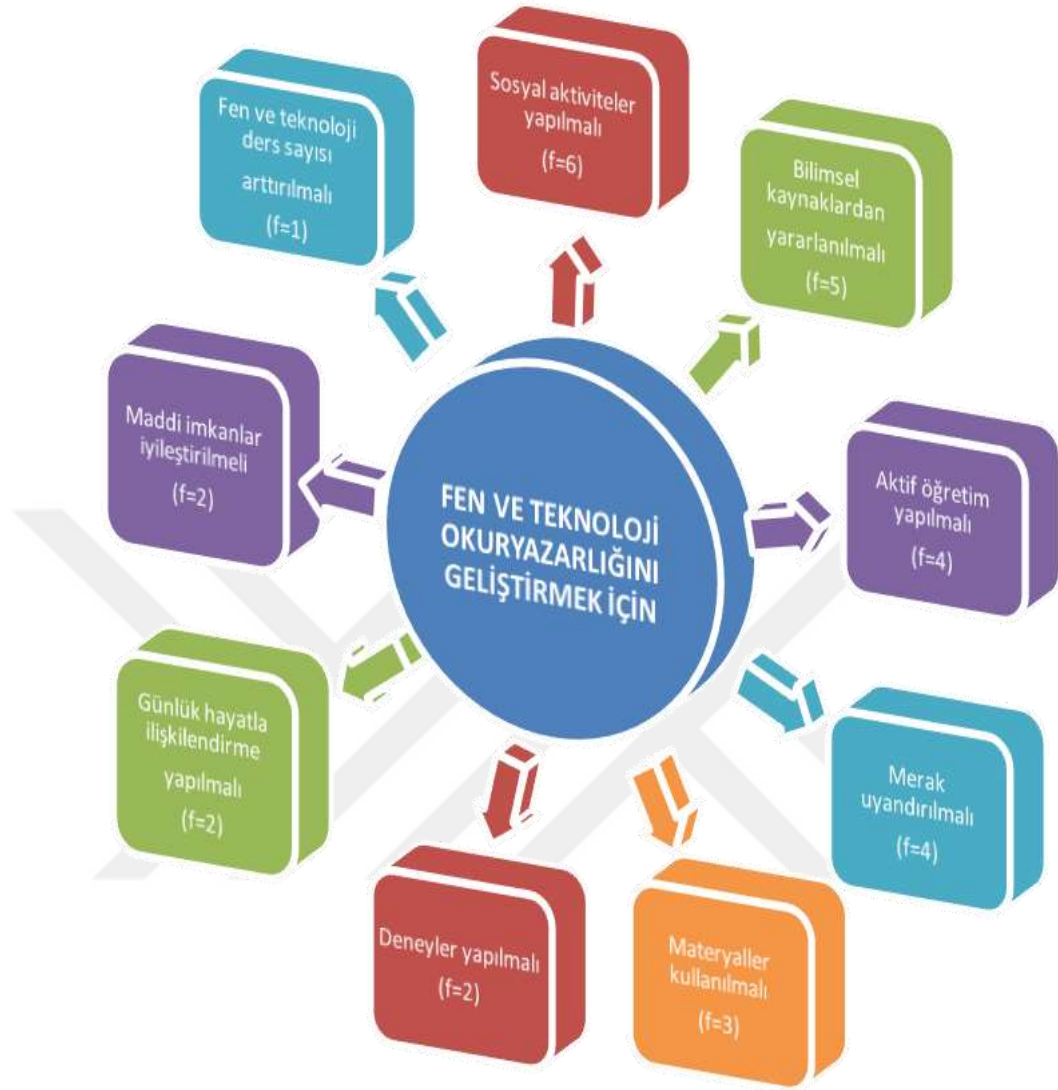 Sosyal aktiviteler
yapılmalı
(f=6)
Bilimsel
kaynaklardan
yararlanılmalı
(f=5)
Aktif öğretim
yapılmalı
(f=4)
Merak
uyandırılmalı
(f=4)
Materyaller
kullanılmalı
(f=3)
Deneyler yapılmalı
(f=2)
Günlük hayatla
ilişkilendirme
yapılmalı
(f=2)
Maddi imkanlar
iyileştirilmeli
(f=2)
Fen ve teknoloji
ders sayısı
arttırılmalı
(f=1)
FEN VE TEKNOLOJİ
OKURYAZARLIĞINI
GELİŞTİRMEK İÇİN